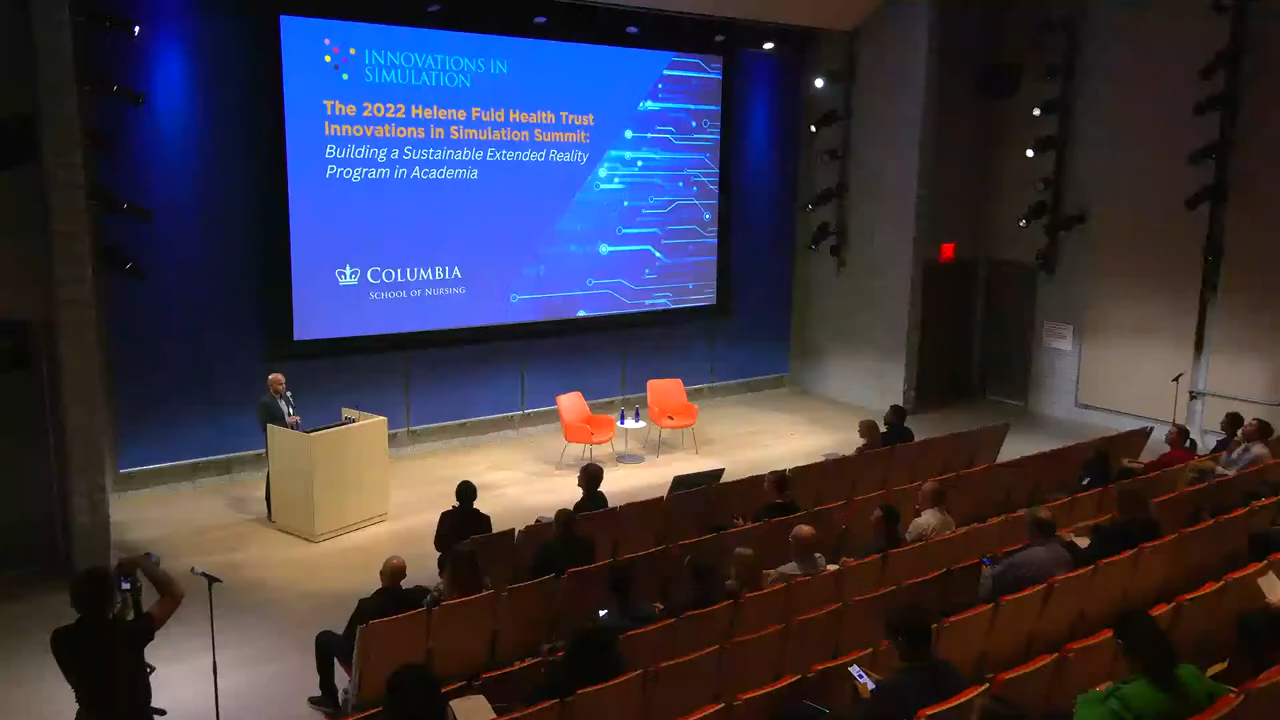 INNOVATIONS IN
SIMULATION
The 2022 Helene Fuld Health Trust
Innovations in Simulation Summit:
Building a Sustainable Extended Reality
Program in Academia
COLUMBIA
SCHOOL OF NURSING